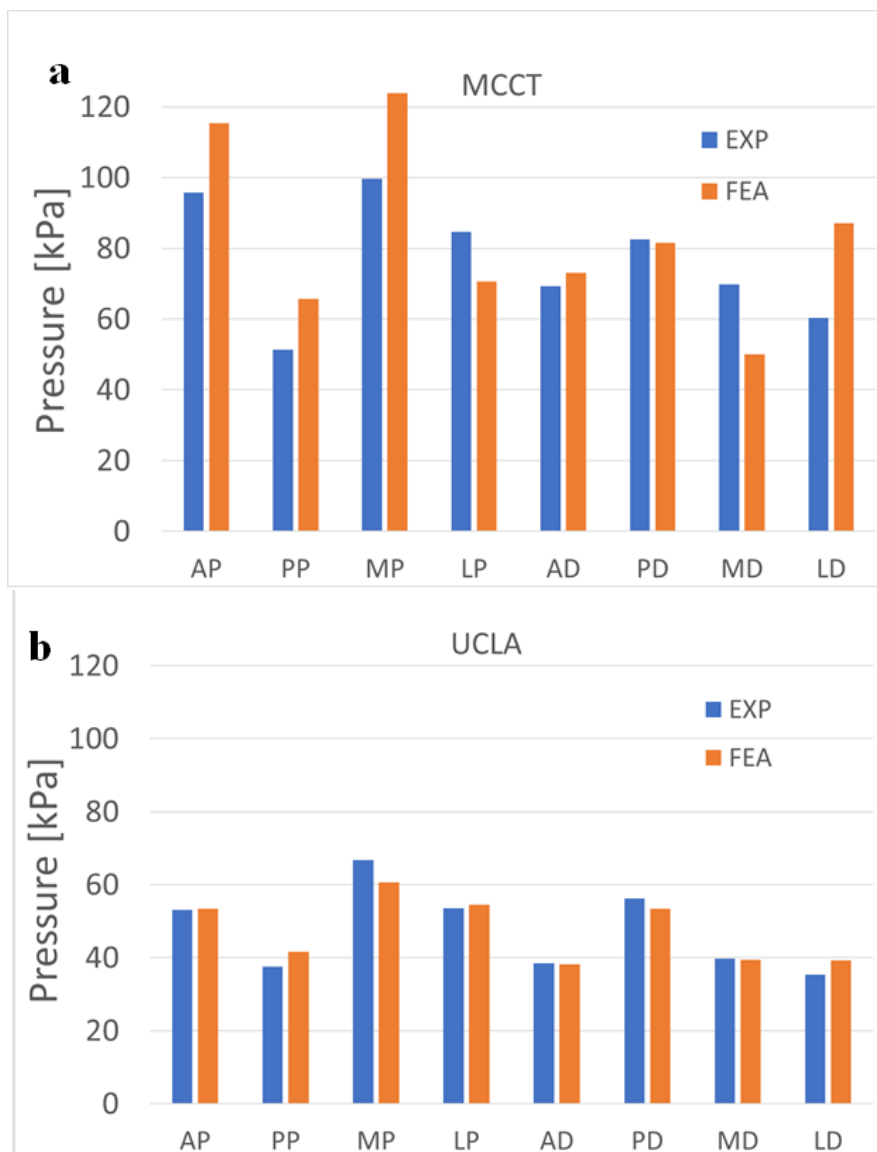 a
MCCT
Pressure [kPa]
120
100
80
60
40
20
0
EXP
FEA
AP PP MP LP AD PD MD LD
b
UCLA
Pressure [kPa]
120
100
80
60
40
20
0
EXP
FEA
AP PP MP LP AD PD MD LD